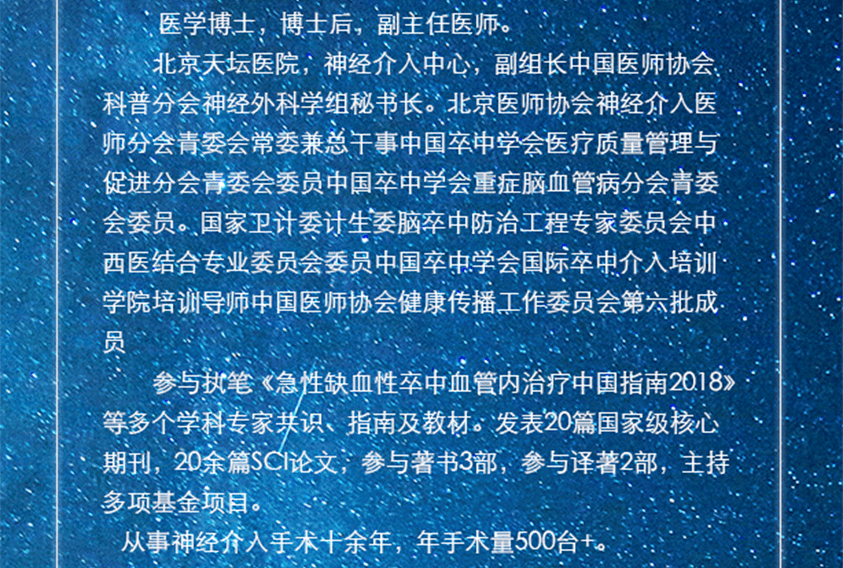 医学博士，博士后，副主任医师。
北京天坛医院，神经介入中心，副组长中国医师协会
科普分会神经外科学组秘书长。北京医师协会神经介入医
师分会青委会常委兼总干事中国卒中学会医疗质量管理与
促进分会青委会委员中国卒中学会重症脑血管病分会青委
会委员。国家卫计委计生委脑卒中防治工程专家委员会中
西医结合专业委员会委员中国卒中学会国际卒中介入培训
学院培训导师中国医师协会健康传播工作委员会第六批成
员
参与执笔《急性缺血性卒中血管内治疗中国指南2018》
等多个学科专家共识、指南及教材。发表20篇国家级核心
期刊，20余篇SCI论文，参与著书3部，参与译著2部，主持
多项基金项目。
从事神经介入手术十余年，年手术量500台+。